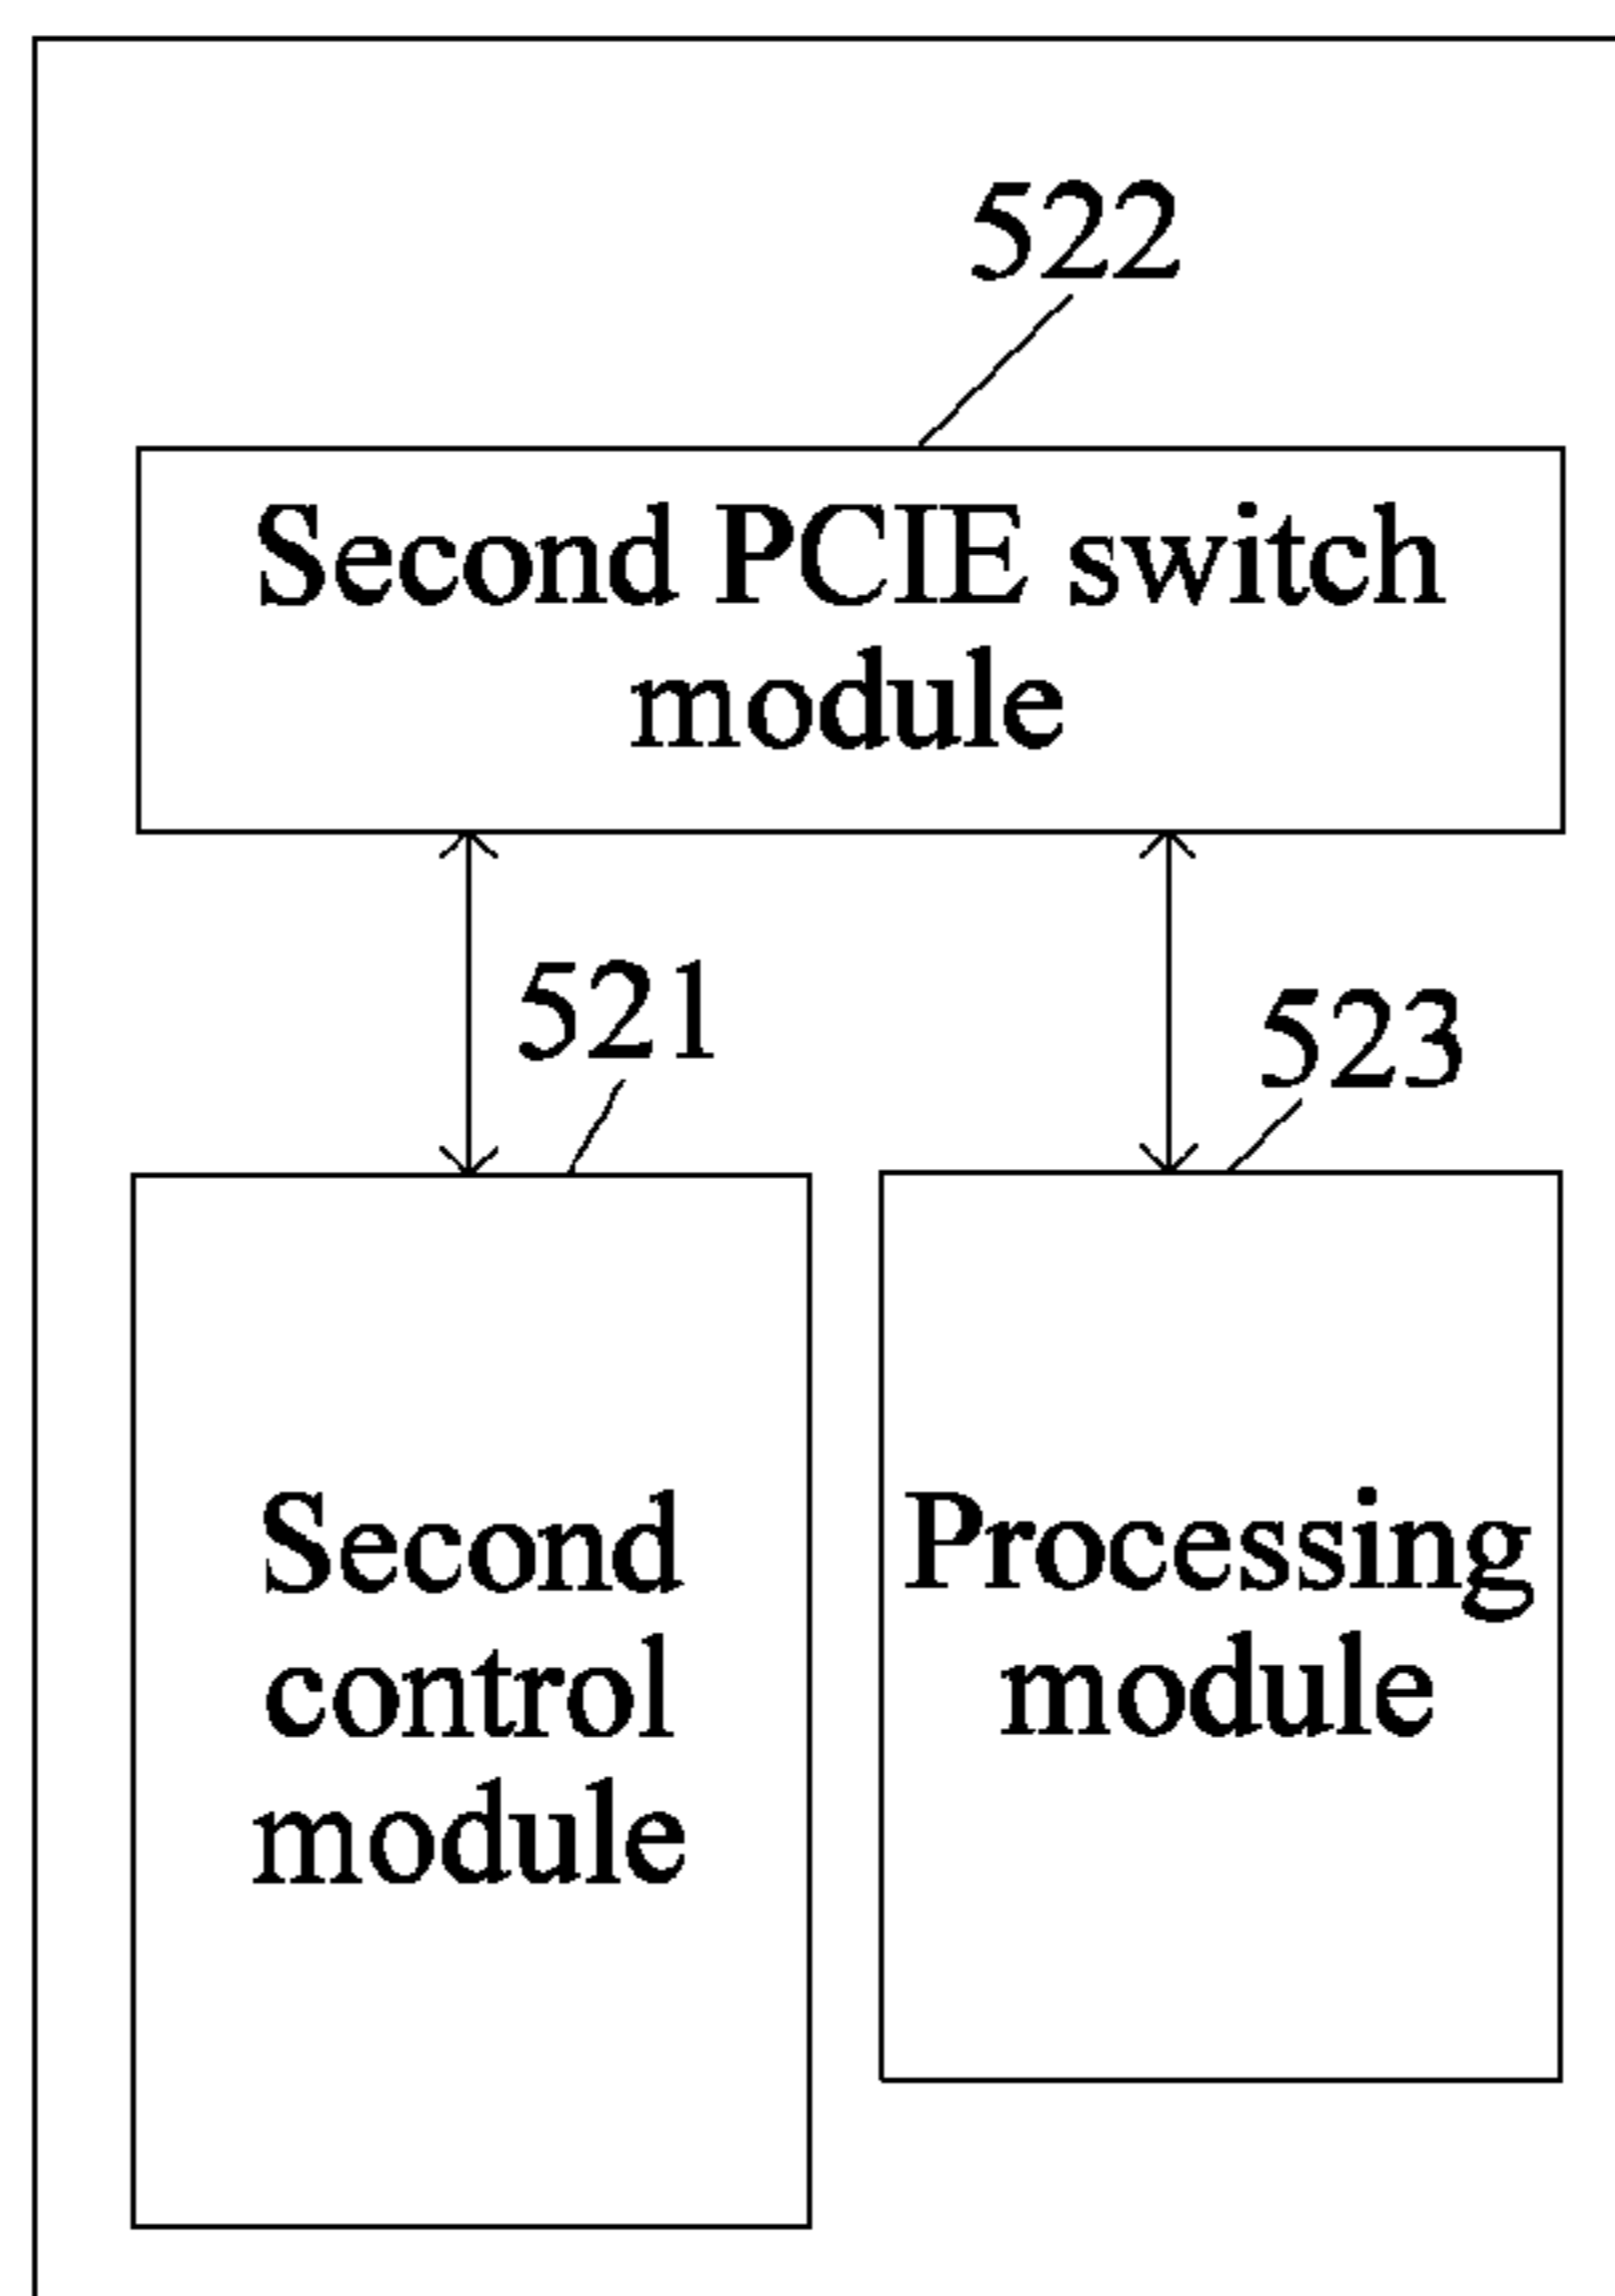 522
Second PCIE switch
module
521
523
Second
control
module
Processing
module